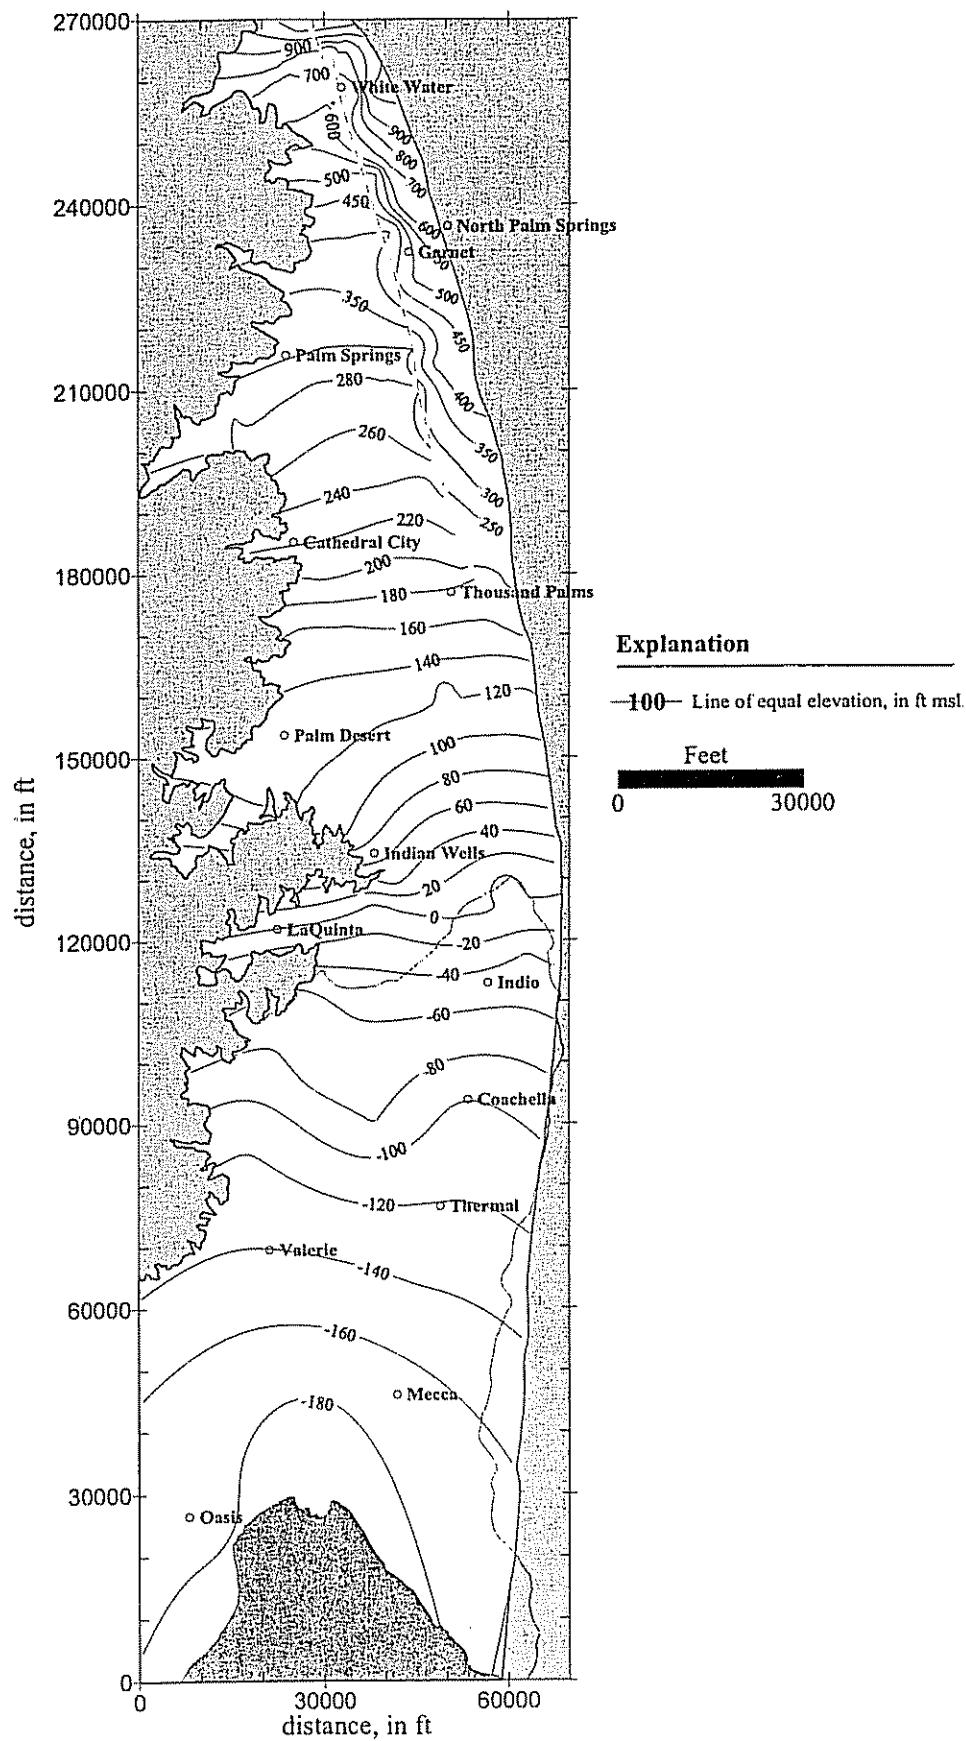 270000
900
700
White Water
600
900
800
700
240000
500
450
600
North Palm Springs
Garnet
500
350
450
Palm Springs
280
210000
400
260
350
240
300
250
220
Cathedral City
200
180000
180
Thousand Palms
160
Explanation
140
120
100 Line of equal elevation, in ft msl.
Palm Desert
100
Feet
150000
80
0 30000
60
40
Indian Wells
distance, in ft
20
0
LaQuinta
120000
-20
-40
Indio
-60
-80
Coachella
90000
-100
-120
Thermal
Valerie
-140
60000
-160
Mecca
-180
30000
Oasis
0
0 30000 60000
distance, in ft